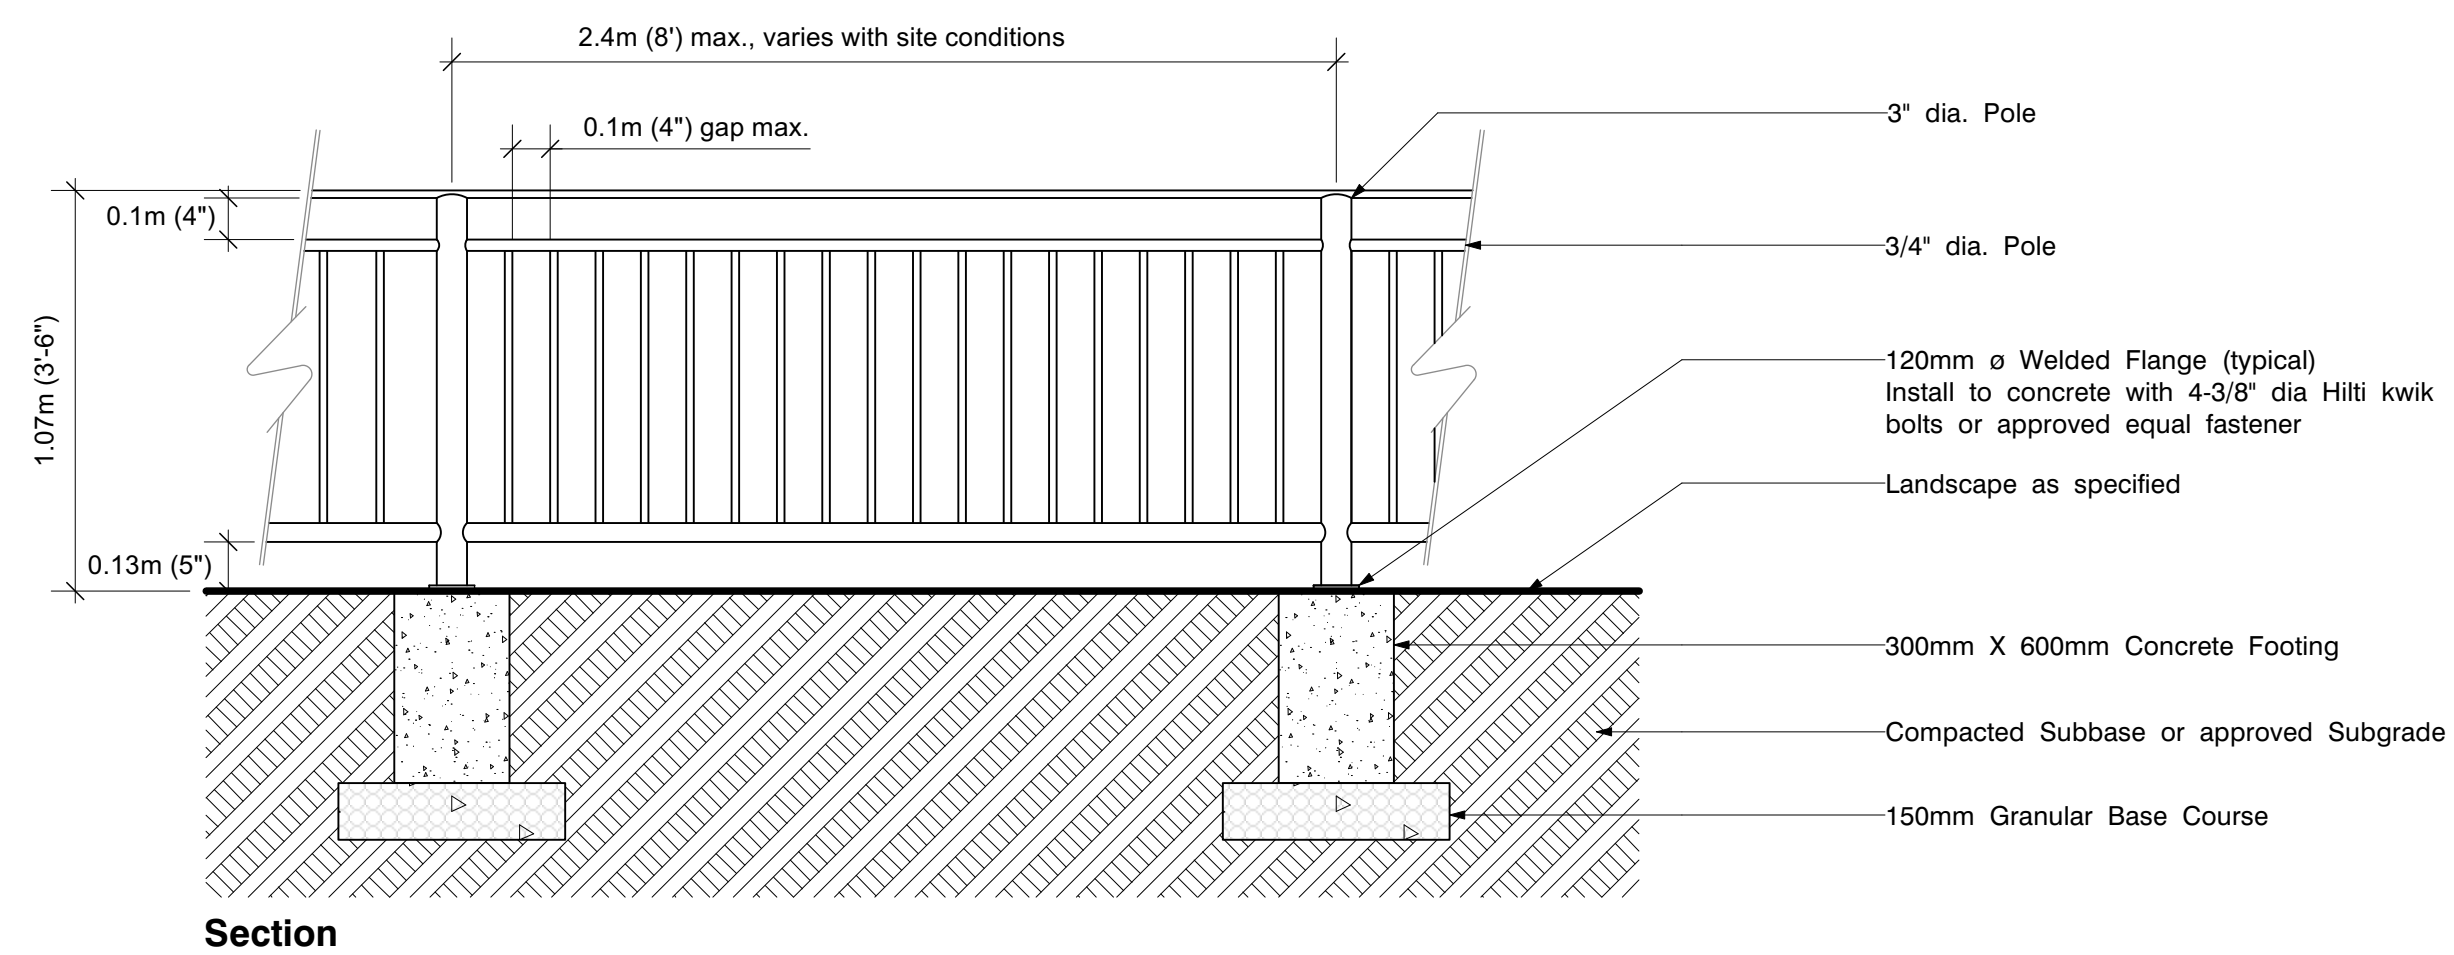 2.4m (8') max., varies with site conditions
0.1m (4") gap max.
3" dia. Pole
0.1m (4")
3/4" dia. Pole
1.07m (3'-6")
120mm ø Welded Flange (typical)
Install to concrete with 4-3/8" dia Hilti kwik
bolts or approved equal fastener
Landscape as specified
0.13m (5")
300mm X 600mm Concrete Footing
Compacted Subbase or approved Subgrade
150mm Granular Base Course
Section